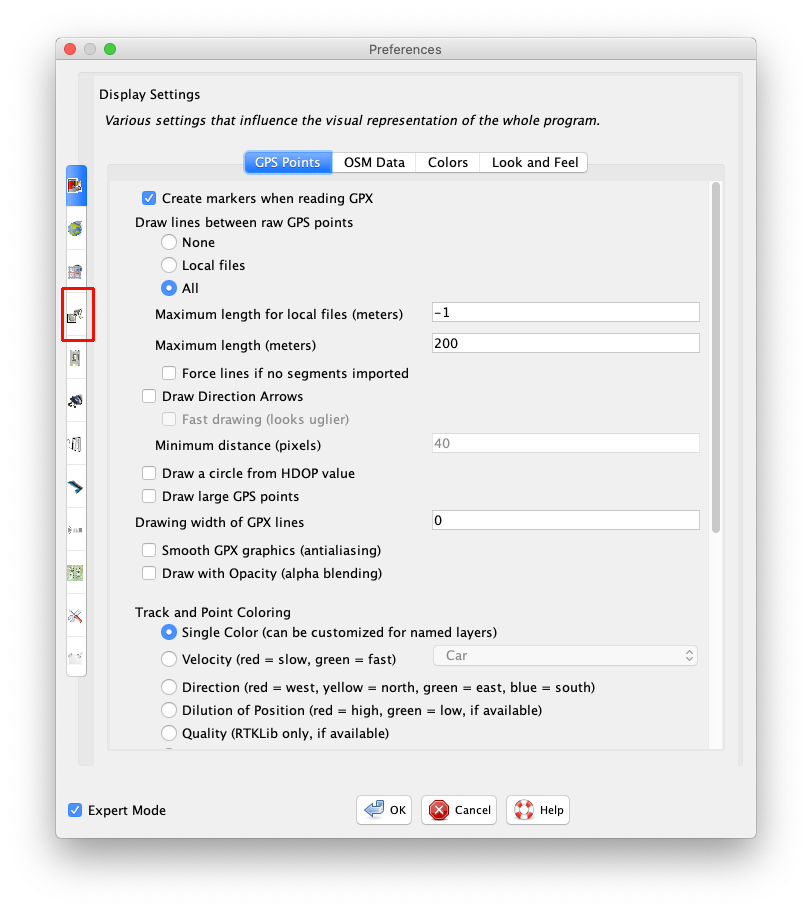 Preferences
Display Settings
Various settings that influence the visual representation of the whole program.
GPS Points OSM Data Colors Look and Feel
Create markers when reading GPX
Draw lines between raw GPS points
None
Local files
All
Maximum length for local files (meters) -1
Maximum length (meters) 200
Force lines if no segments imported
Draw Direction Arrows
Fast drawing (looks uglier)
Minimum distance (pixels) 40
Draw a circle from HDOP value
Draw large GPS points
Drawing width of GPX lines 0
Smooth GPX graphics (antialiasing)
Draw with Opacity (alpha blending)
Track and Point Coloring
Single Color (can be customized for named layers)
Velocity (red = slow, green = fast) Car
Direction (red = west, yellow = north, green = east, blue = south)
Dilution of Position (red = high, green = low, if available)
Quality (RTKLib only, if available)
Expert Mode OK Cancel Help